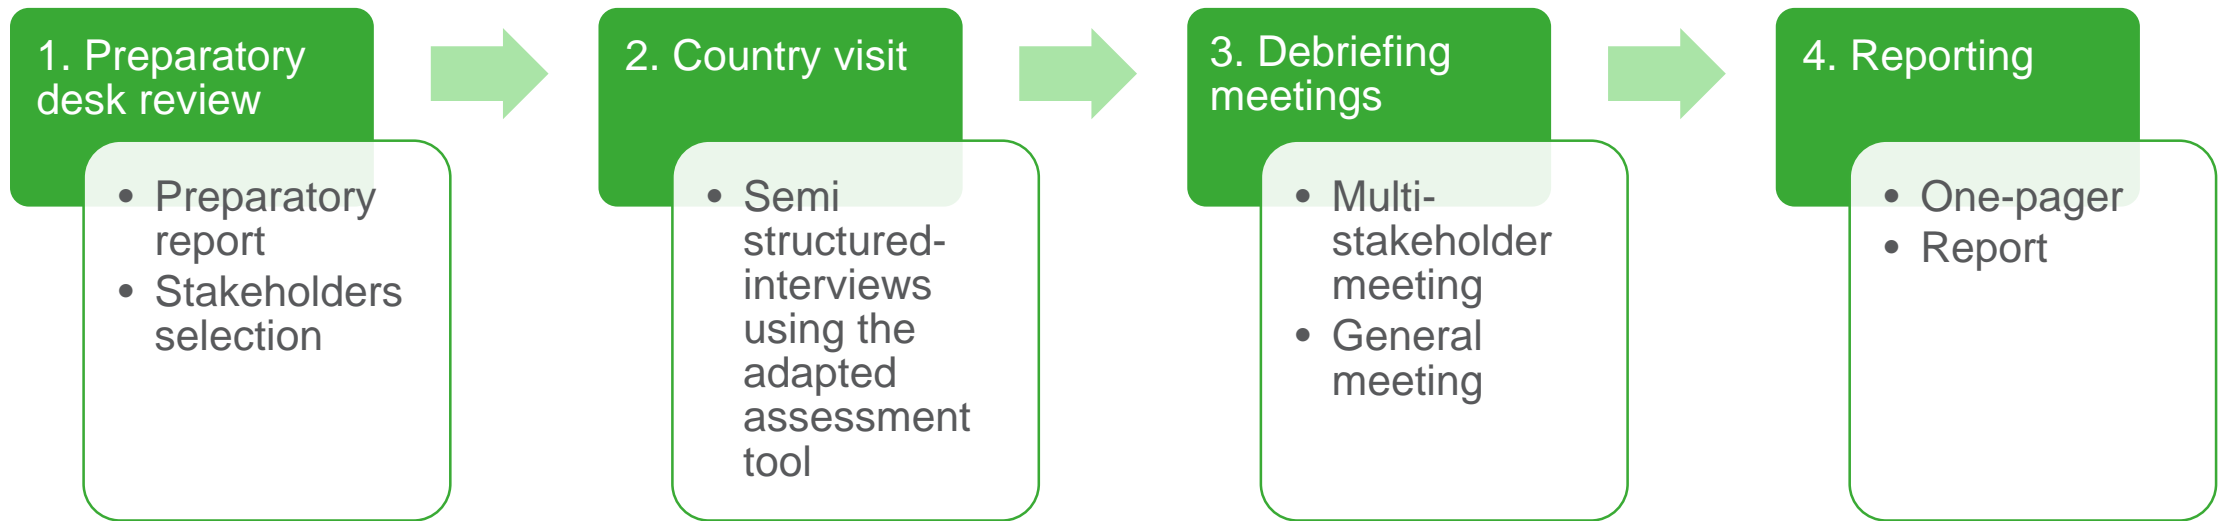 1. Preparatory
desk review
• Preparatory
report
• Stakeholders
selection
2. Country visit
• Semi
structured-
interviews
using the
adapted
assessment
tool
3. Debriefing
meetings
• Multi-
stakeholder
meeting
• General
meeting
4. Reporting
• One-pager
• Report